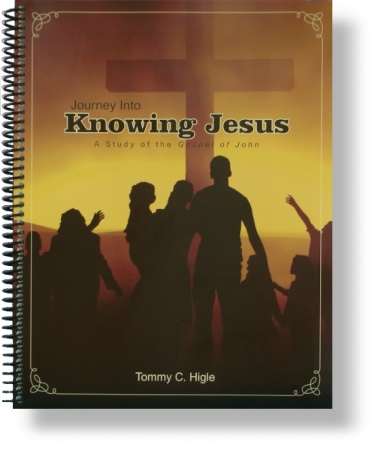 Journey Into
Knowing Jesus
A Study of the Gospel of John
Tommy C. Higle